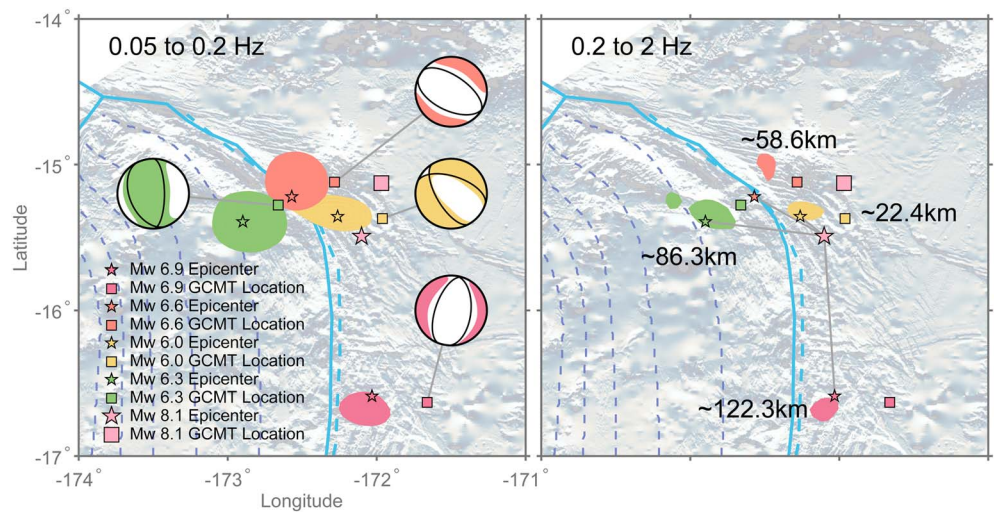 0.05 to 0.2 Hz
0.2 to 2 Hz
-14°
-15°
-16°
-17°
Latitude
~58.6km
~22.4km
~86.3km
~122.3km
Mw 6.9 Epicenter
Mw 6.9 GCMT Location
Mw 6.6 Epicenter
Mw 6.6 GCMT Location
Mw 6.0 Epicenter
Mw 6.0 GCMT Location
Mw 6.3 Epicenter
Mw 6.3 GCMT Location
Mw 8.1 Epicenter
Mw 8.1 GCMT Location
-174° -173° -172° -171°
Longitude